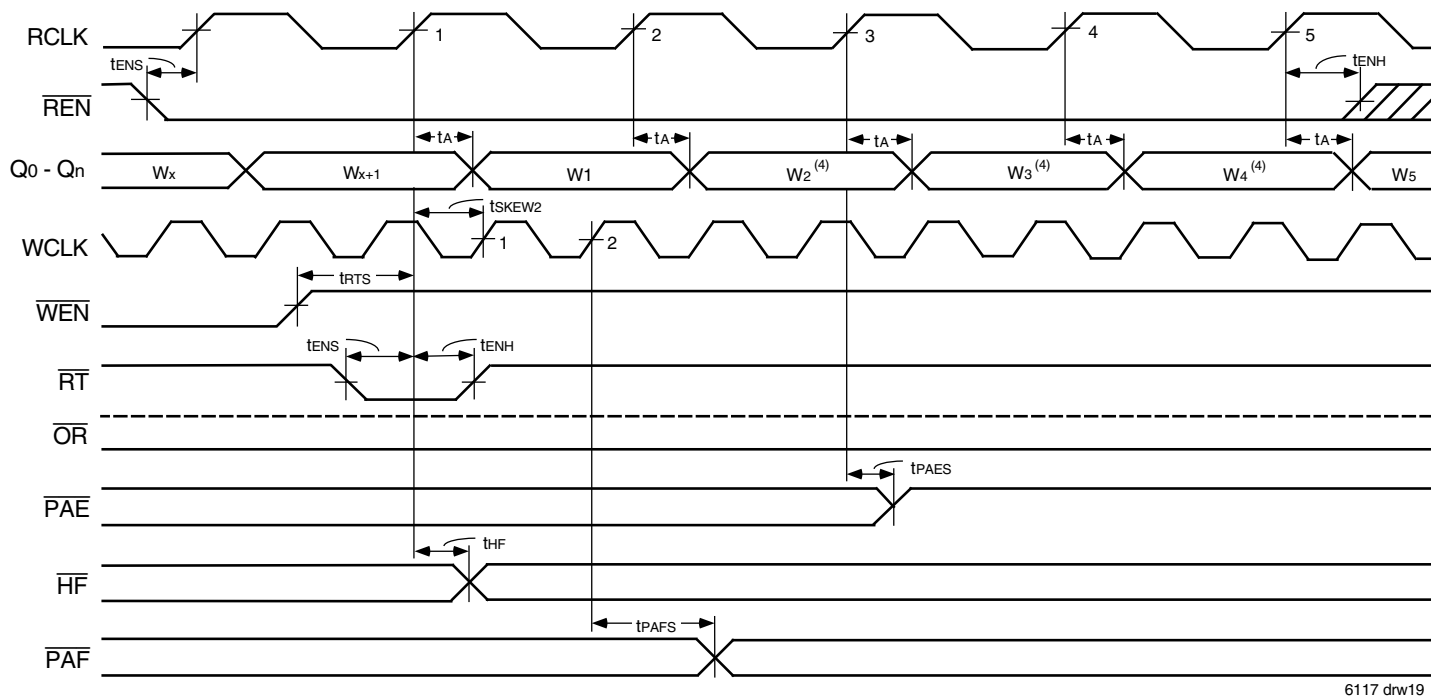 RCLK 1 2 3 4 5
tENS tENH
REN
tA tA tA tA tA
Q0 - Qn Wx Wx+1 W1 W2(4) W3(4) W4(4) W5
tSKEW2
WCLK 1 2
tRTS
WEN
tENS tENH
RT
OR
tPAES
PAE
tHF
HF
tPAFS
PAF
6117 drw19